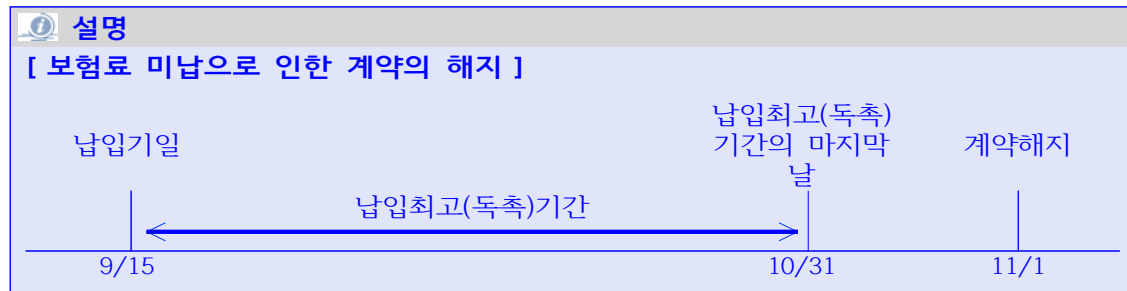 설명
[ 보험료 미납으로 인한 계약의 해지 ]
납입기일
납입최고(독촉)
기간의 마지막
날
계약해지
납입최고(독촉)기간
9/15
10/31
11/1